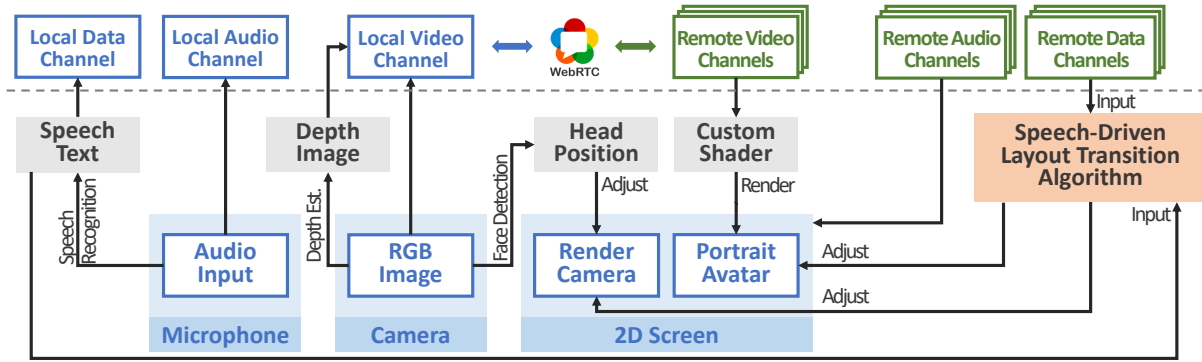 Local Data
Channel
Local Audio
Channel
Local Video
Channel
WebRTC
Remote Video
Channels
Remote Audio
Channels
Remote Data
Channels
Input
Speech
Text
Depth
Image
Head
Position
Custom
Shader
Speech-Driven
Layout Transition
Algorithm
Speech
Recognition
Depth Est.
Face Detection
Adjust
Render
Input
Audio
Input
RGB
Image
Render
Camera
Portrait
Avatar
Adjust
Adjust
Microphone
Camera
2D Screen